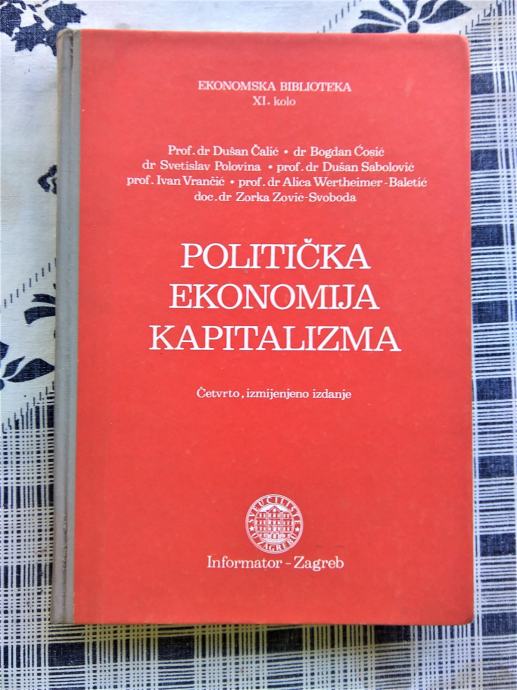 EKONOMSKA BIBLIOTEKA
XI. kolo
Prof. dr Dušan Čalić • dr Bogdan Ćosić
dr Svetislav Polovina • prof. dr Dušan Sabolović
prof. Ivan Vrančić • prof. dr Alica Wertheimer-Baletić
doc. dr Zorka Zović-Svoboda
POLITIČKA
EKONOMIJA
KAPITALIZMA
Četvrto, izmijenjeno izdanje
SVEUČILIŠTE
U ZAGREBU
Informator - Zagreb